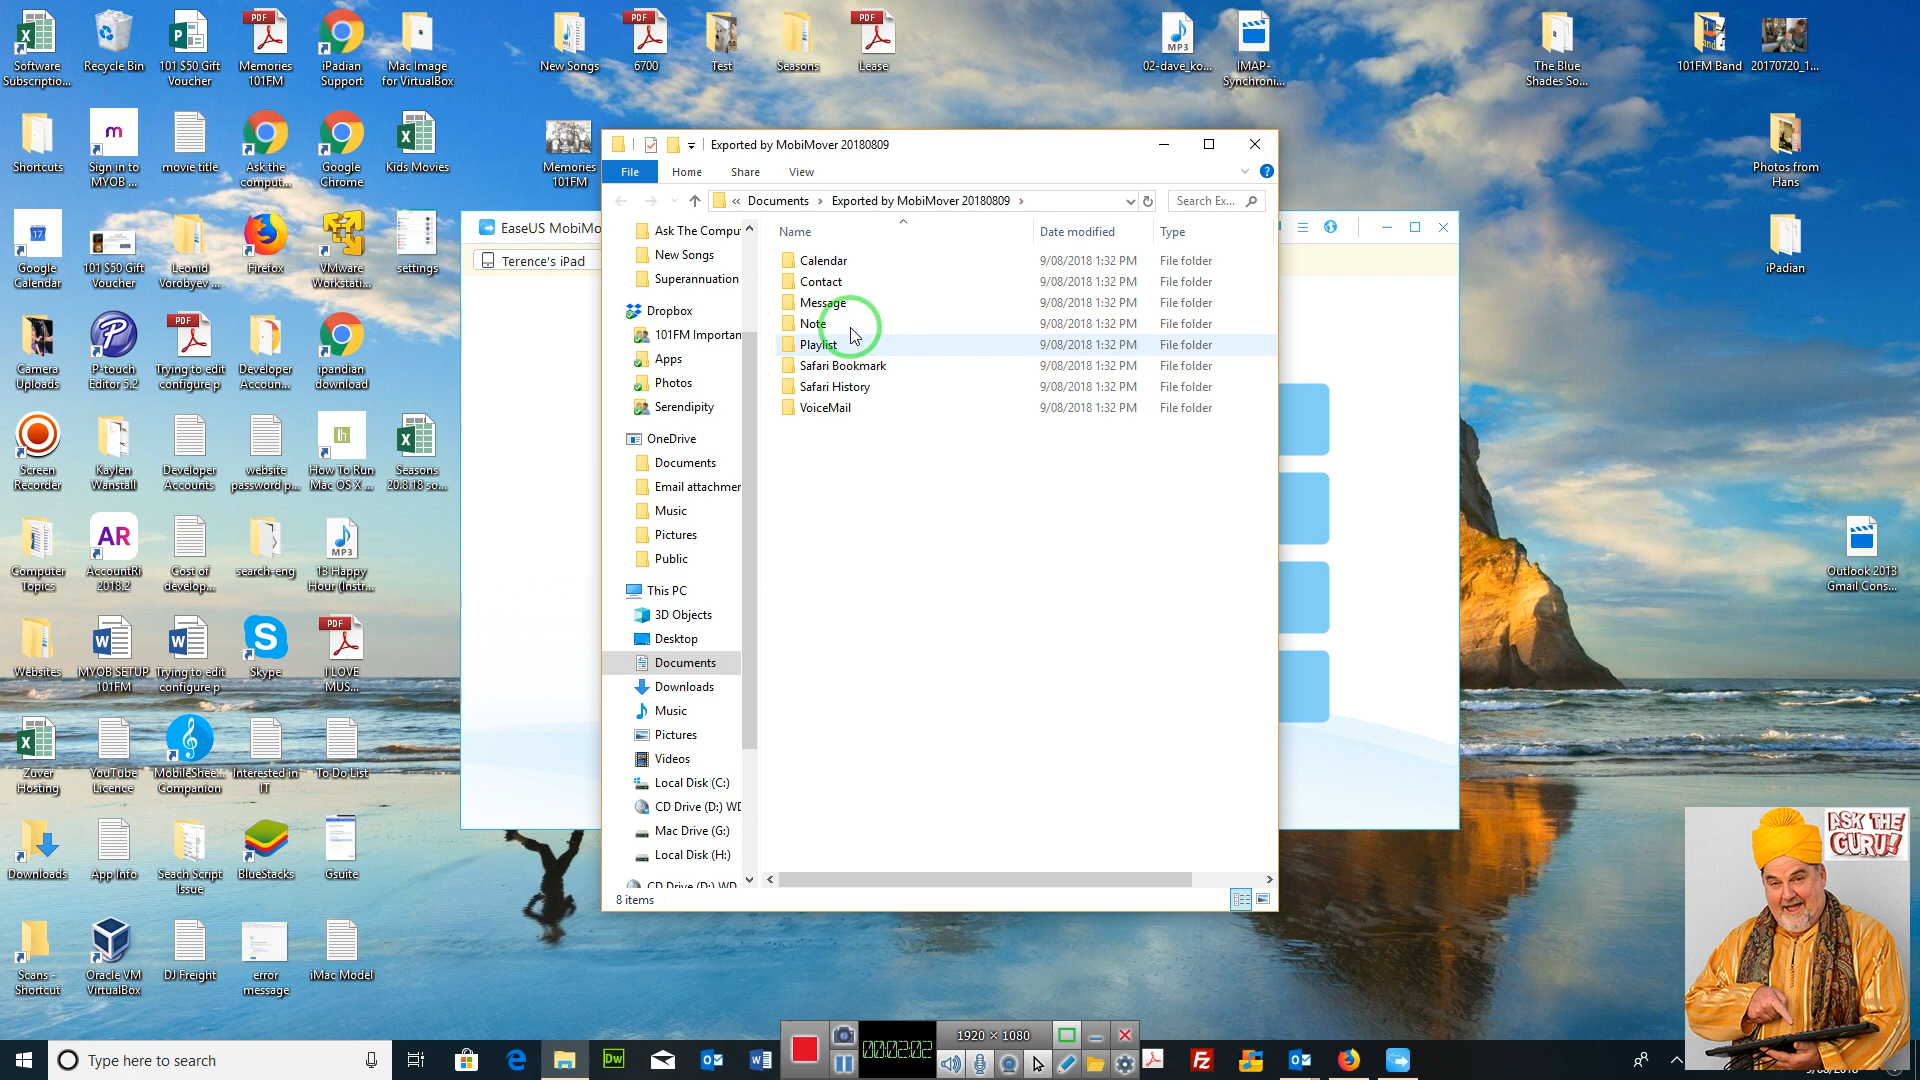 Software
Subscriptio...
Recycle Bin
101 $50 Gift
Voucher
Memories
101FM
iPadian
Support
Mac Image
for VirtualBox
New Songs
6700
Test
Seasons
Lease
02-dave_ko...
IMAP-
Synchroni...
The Blue
Shades So...
101FM Band
20170720_1...
Shortcuts
Sign in to
MYOB ...
movie title
Ask the
comput...
Google
Chrome
Kids Movies
Memories
101FM
Photos from
Hans
Google
Calendar
101 $50 Gift
Voucher
Leonid
Vorobyev ...
Firefox
VMware
Workstati...
settings
iPadian
Camera
Uploads
P-touch
Editor 5.2
Trying to edit
configure p
Developer
Accoun...
ipandian
download
Screen
Recorder
Kaylen
Wanstall
Developer
Accounts
website
password p...
How To Run
Mac OS X ...
Seasons
20.8.18 so...
Computer
Topics
AccountRi
2018.2
Cost of
develop...
search-eng
13 Happy
Hour (Instr...
Outlook 2013
Gmail Cons...
Websites
MYOB SETUP
101FM
Trying to edit
configure p
Skype
I LOVE
MUS...
Zuver
Hosting
YouTube
Licence
MobileShee...
Companion
Interested in
IT
To Do List
Downloads
App Info
Seach Script
Issue
BlueStacks
Gsuite
Scans -
Shortcut
Oracle VM
VirtualBox
DJ Freight
error
message
iMac Model
EaseUS MobiMo
Terence's iPad
Exported by MobiMover 20180809
File
Home
Share
View
« Documents › Exported by MobiMover 20180809 ›
Search Ex...
Ask The Compu
New Songs
Superannuation
Dropbox
101FM Importan
Apps
Photos
Serendipity
OneDrive
Documents
Email attachmer
Music
Pictures
Public
This PC
3D Objects
Desktop
Documents
Downloads
Music
Pictures
Videos
Local Disk (C:)
CD Drive (D:) WD
Mac Drive (G:)
Local Disk (H:)
CD Drive (D:) WD
Name Date modified Type
Calendar 9/08/2018 1:32 PM File folder
Contact 9/08/2018 1:32 PM File folder
Message 9/08/2018 1:32 PM File folder
Note 9/08/2018 1:32 PM File folder
Playlist 9/08/2018 1:32 PM File folder
Safari Bookmark 9/08/2018 1:32 PM File folder
Safari History 9/08/2018 1:32 PM File folder
VoiceMail 9/08/2018 1:32 PM File folder
8 items
ASK THE
GURU!
00:02:02
1920 × 1080
Type here to search